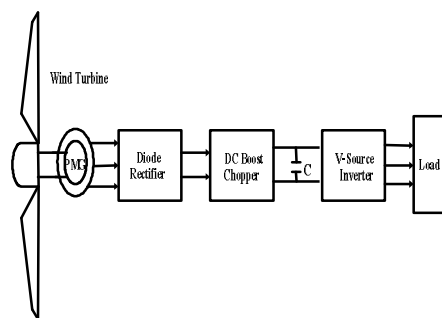 Wind Turbine
PMG
Diode
Rectifier
DC Boost
Chopper
C
V-Source
Inverter
Load